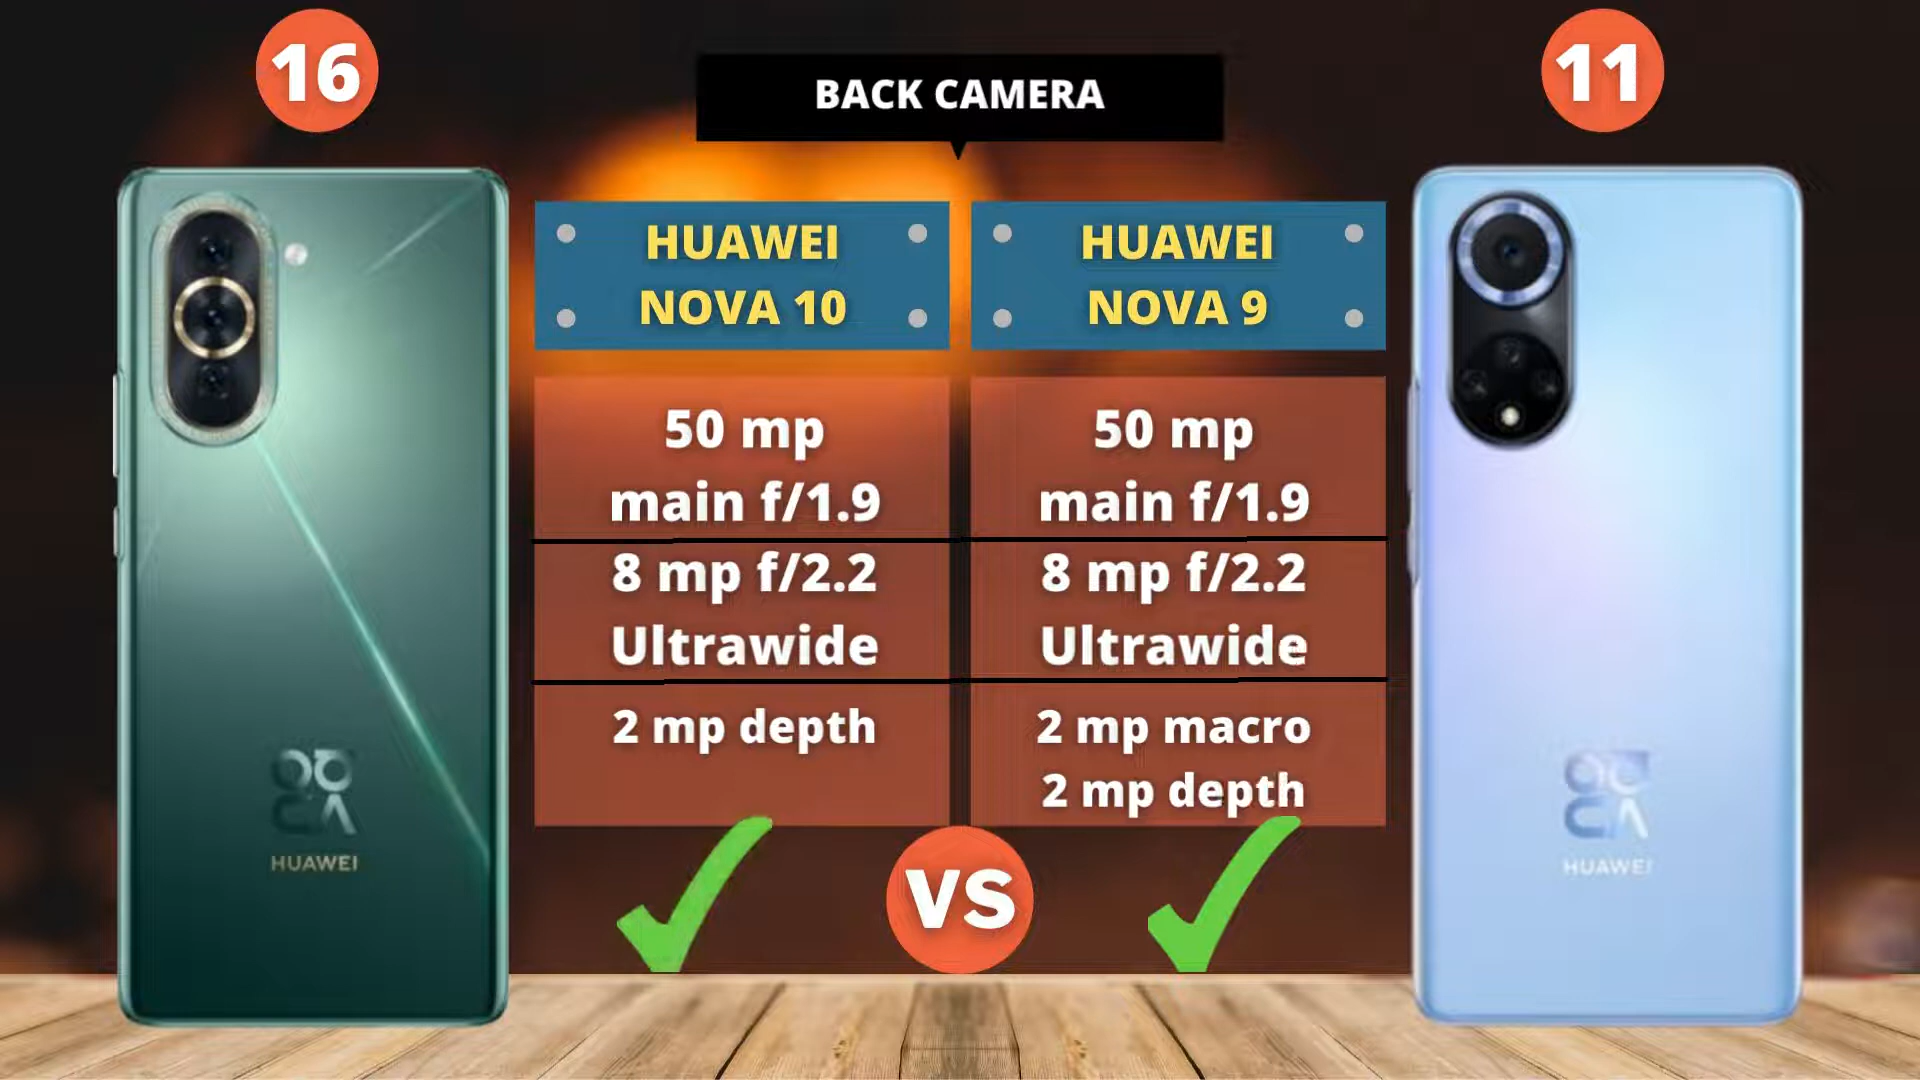 16
BACK CAMERA
11
HUAWEI
NOVA 10
HUAWEI
NOVA 9
50 mp
main f/1.9
8 mp f/2.2
Ultrawide
2 mp depth
50 mp
main f/1.9
8 mp f/2.2
Ultrawide
2 mp macro
2 mp depth
VS
HUAWEI
HUAWEI